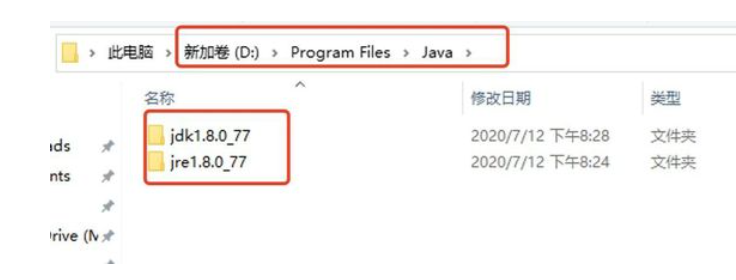 此电脑 › 新加卷 (D:) › Program Files › Java ›
名称 修改日期 类型
jdk1.8.0_77 2020/7/12 下午8:28 文件夹
ads
jre1.8.0_77 2020/7/12 下午8:24 文件夹
nts
rive (N